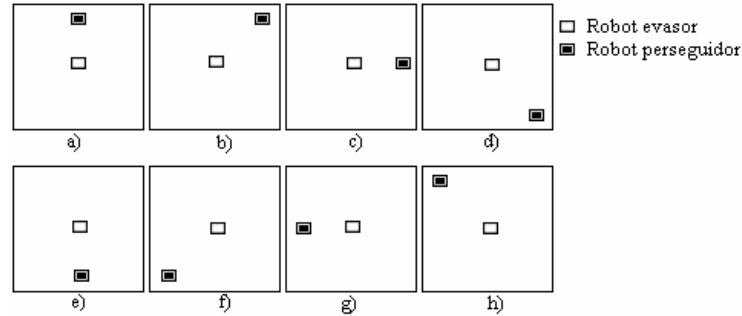 Robot evasor
Robot perseguidor
a)
b)
c)
d)
e)
f)
g)
h)